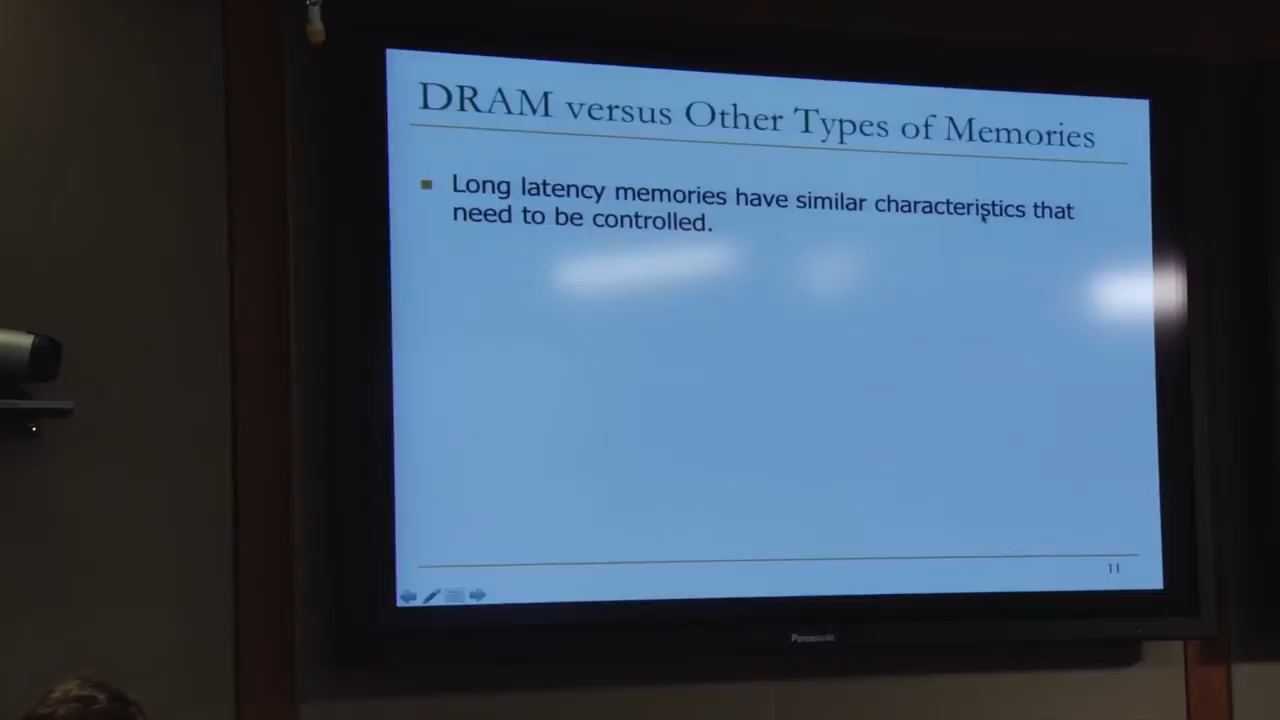 DRAM versus Other Types of Memories
Long latency memories have similar characteristics that
need to be controlled.
11
Panasonic